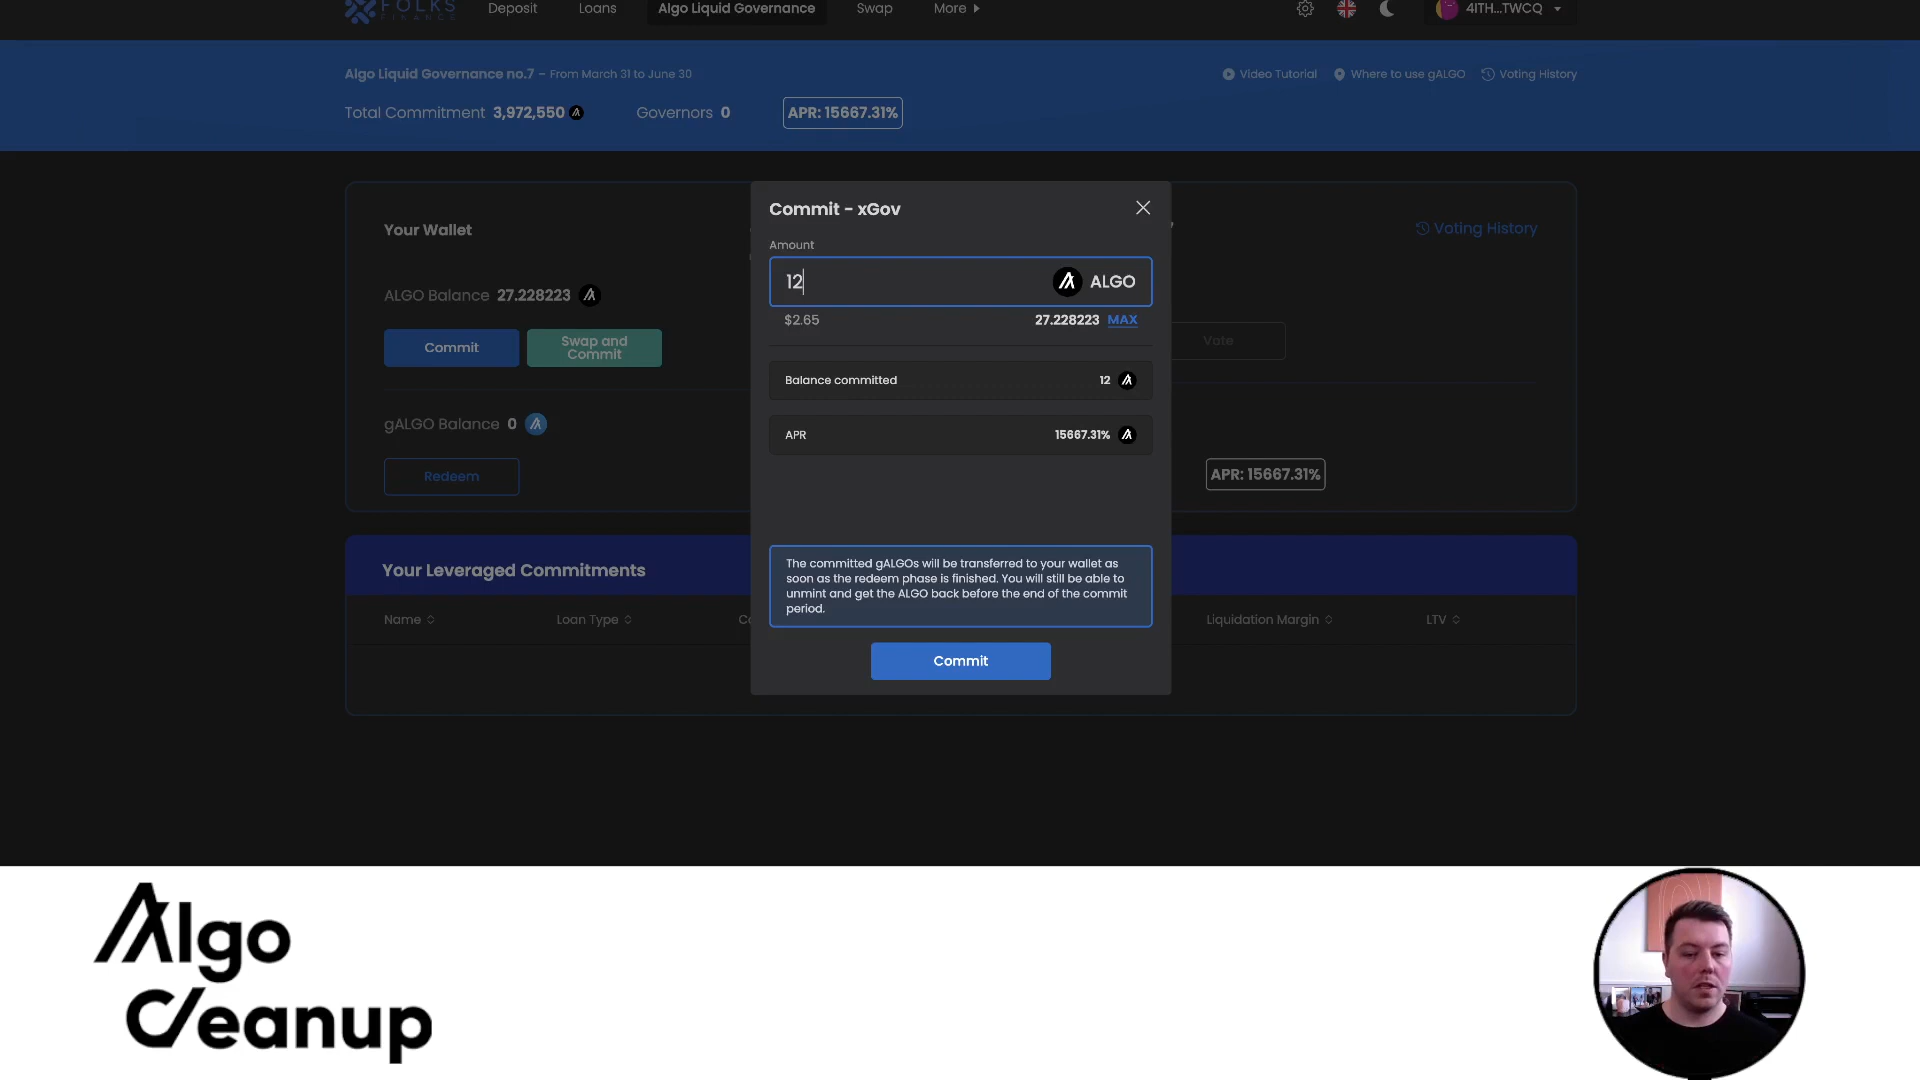 FOLKS
FINANCE
Deposit
Loans
Algo Liquid Governance
Swap
More
4ITH...TWCQ
Algo Liquid Governance no.7 - From March 31 to June 30
Video Tutorial
Where to use gALGO
Voting History
Total Commitment 3,972,550
Governors 0
APR: 15667.31%
Your Wallet
Voting History
ALGO Balance 27.228223
Commit
Swap and
Commit
gALGO Balance 0
Redeem
Vote
APR: 15667.31%
Commit - xGov
Amount
12
ALGO
$2.65
27.228223 MAX
Balance committed
12
APR
15667.31%
The committed gALGOs will be transferred to your wallet as
soon as the redeem phase is finished. You will still be able to
unmint and get the ALGO back before the end of the commit
period.
Commit
Your Leveraged Commitments
Name
Loan Type
Liquidation Margin
LTV
Algo
Cleanup